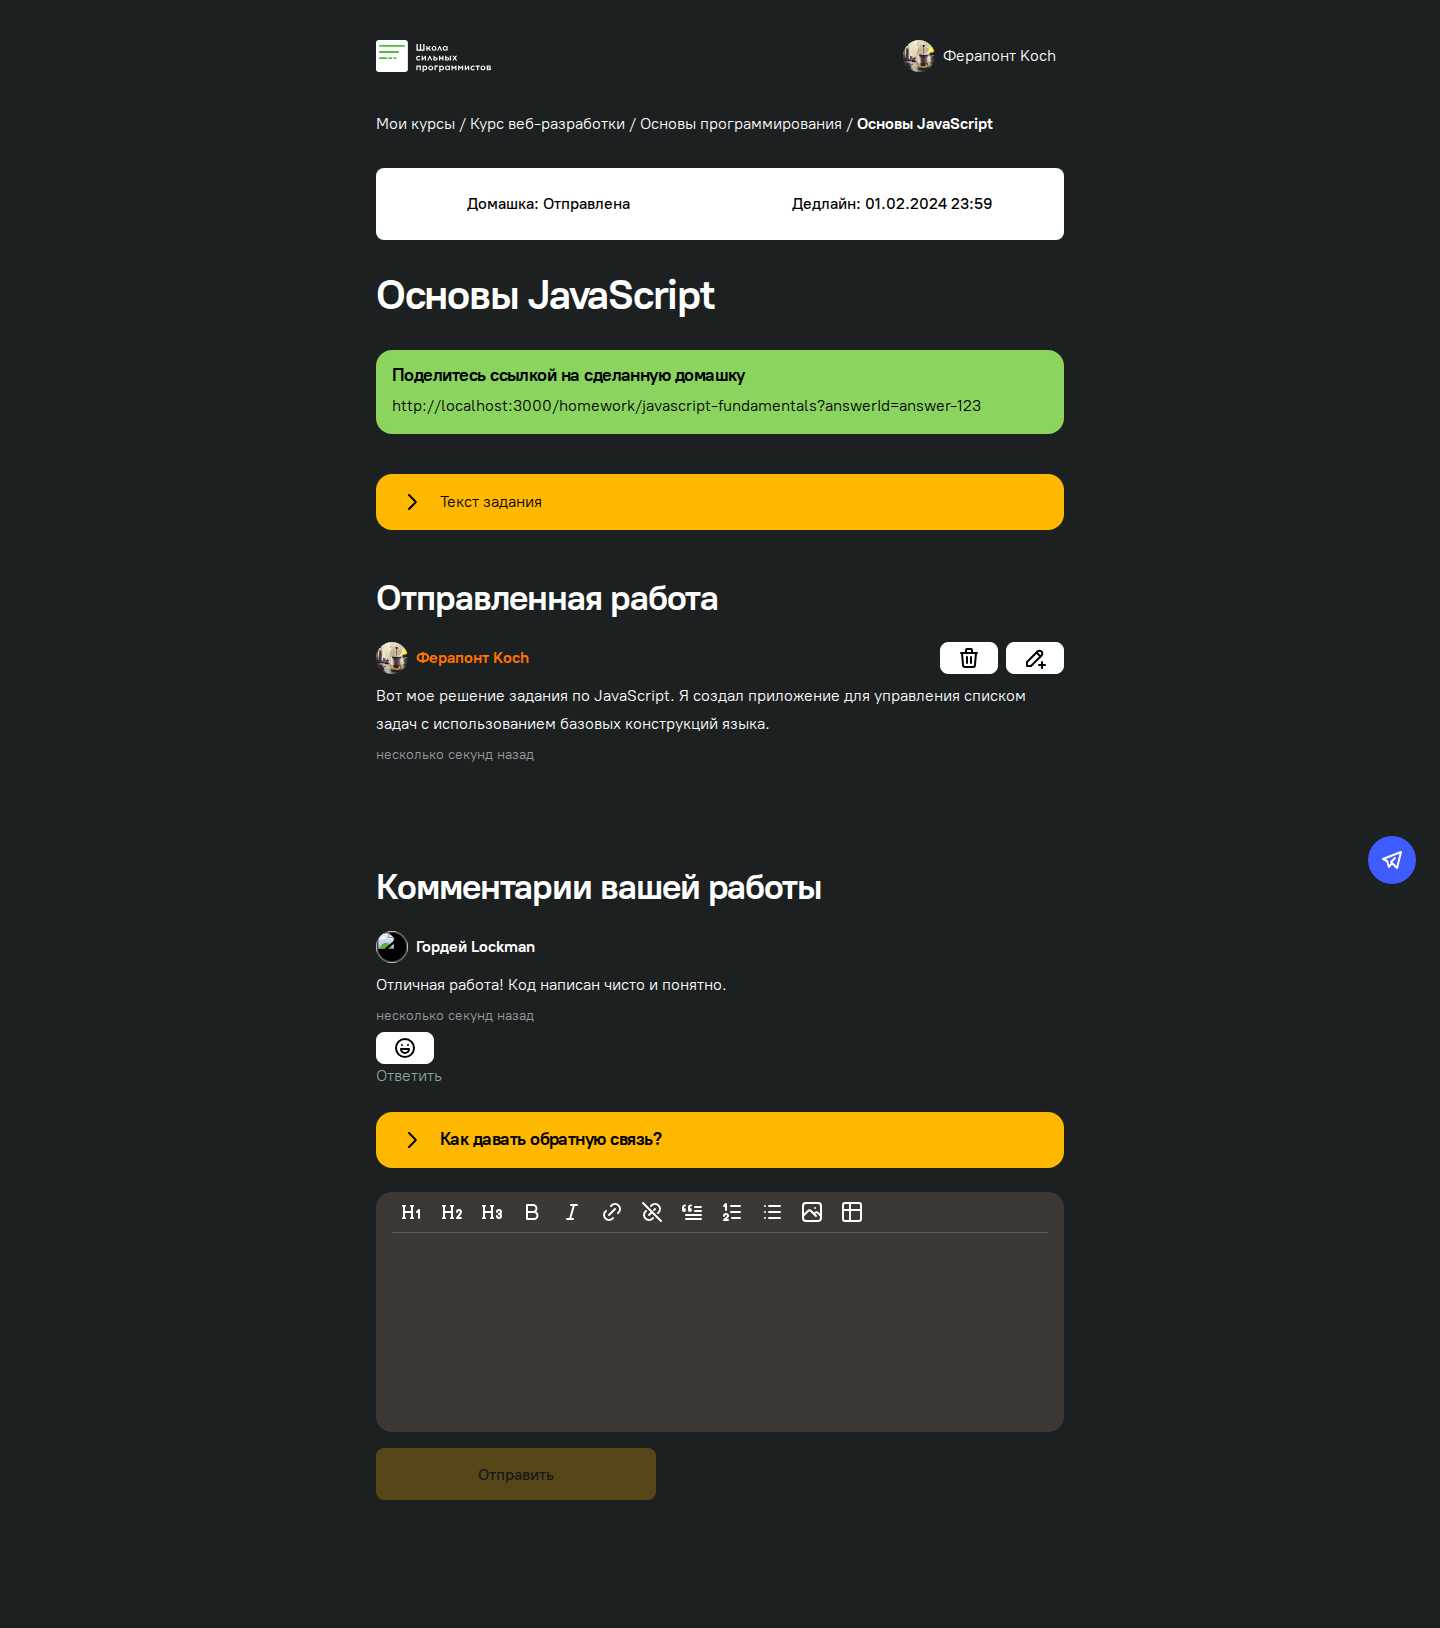 Школа
сильных
программистов
Ферапонт Koch
Мои курсы / Курс веб-разработки / Основы программирования / Основы JavaScript
Домашка: Отправлена
Дедлайн: 01.02.2024 23:59
Основы JavaScript
Поделитесь ссылкой на сделанную домашку
http://localhost:3000/homework/javascript-fundamentals?answerId=answer-123
Текст задания
Отправленная работа
Ферапонт Koch
Вот мое решение задания по JavaScript. Я создал приложение для управления списком
задач с использованием базовых конструкций языка.
несколько секунд назад
Комментарии вашей работы
Гордей Lockman
Отличная работа! Код написан чисто и понятно.
несколько секунд назад
Ответить
Как давать обратную связь?
H1 H2 H3 B I
Отправить